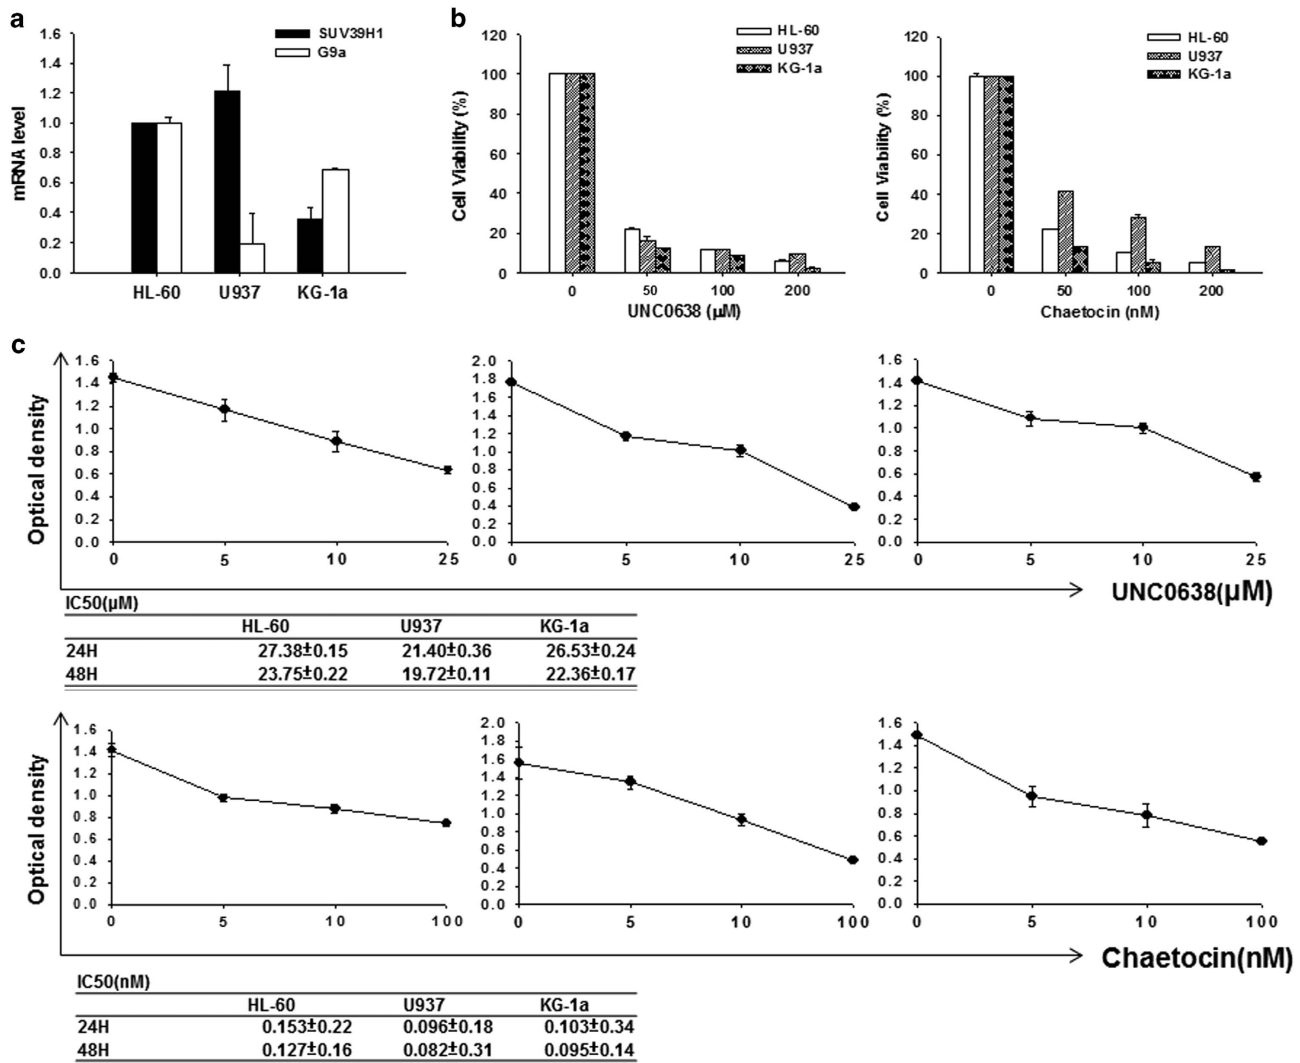 a
mRNA level
1.6
1.4
1.2
1.0
0.8
0.6
0.4
0.2
0.0
SUV39H1
G9a
HL-60 U937 KG-1a
b
Cell Viability (%)
120
100
80
60
40
20
0
HL-60
U937
KG-1a
0 50 100 200
UNC0638 (µM)
Cell Viability (%)
120
100
80
60
40
20
0
HL-60
U937
KG-1a
0 50 100 200
Chaetocin (nM)
c
Optical density
1.6
1.4
1.2
1.0
0.8
0.6
0.4
0.2
0.0
0 5 10 25
2.0
1.8
1.6
1.4
1.2
1.0
0.8
0.6
0.4
0.2
0.0
0 5 10 25
1.6
1.4
1.2
1.0
0.8
0.6
0.4
0.2
0.0
0 5 10 25
UNC0638(µM)
IC50(µM)
HL-60 U937 KG-1a
24H 27.38±0.15 21.40±0.36 26.53±0.24
48H 23.75±0.22 19.72±0.11 22.36±0.17
Optical density
1.6
1.4
1.2
1.0
0.8
0.6
0.4
0.2
0.0
0 5 10 100
2.0
1.8
1.6
1.4
1.2
1.0
0.8
0.6
0.4
0.2
0.0
0 5 10 100
1.6
1.4
1.2
1.0
0.8
0.6
0.4
0.2
0.0
0 5 10 100
Chaetocin(nM)
IC50(nM)
HL-60 U937 KG-1a
24H 0.153±0.22 0.096±0.18 0.103±0.34
48H 0.127±0.16 0.082±0.31 0.095±0.14